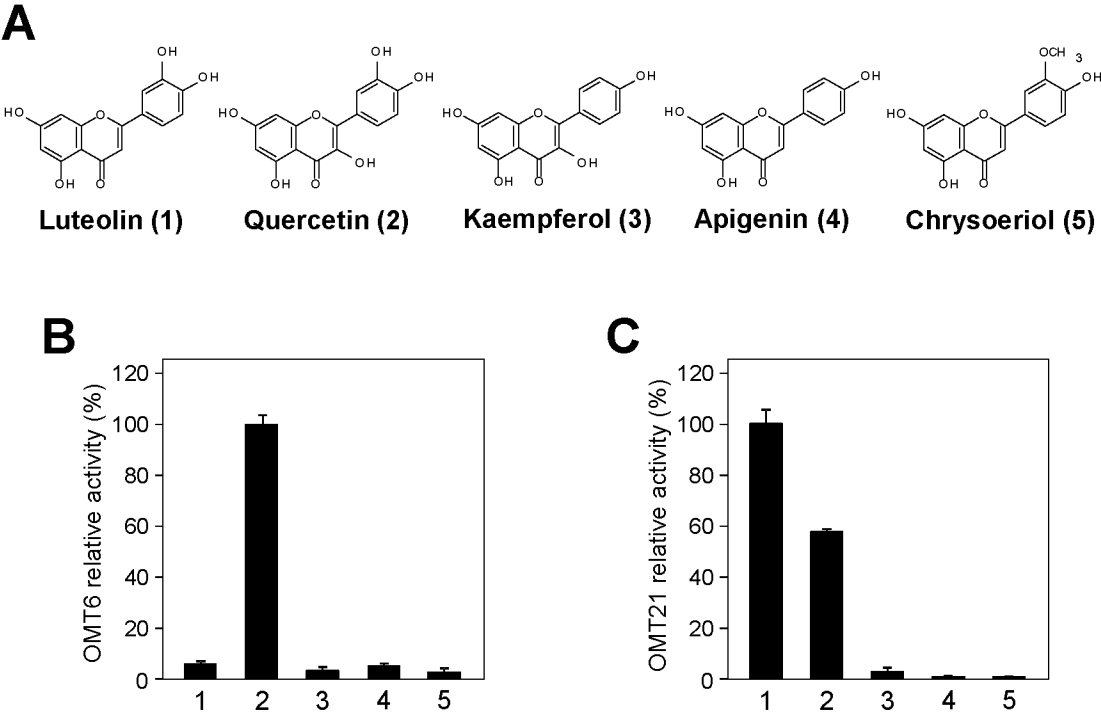 A
OH
OH
HO
O
OH
O
OH
OH
HO
O
OH
OH
O
OH
HO
O
OH
OH
O
OH
HO
O
OH
O
OCH 3
OH
HO
O
OH
O
Luteolin (1)
Quercetin (2)
Kaempferol (3)
Apigenin (4)
Chrysoeriol (5)
B
OMT6 relative activity (%)
120
100
80
60
40
20
0
1 2 3 4 5
C
OMT21 relative activity (%)
120
100
80
60
40
20
0
1 2 3 4 5